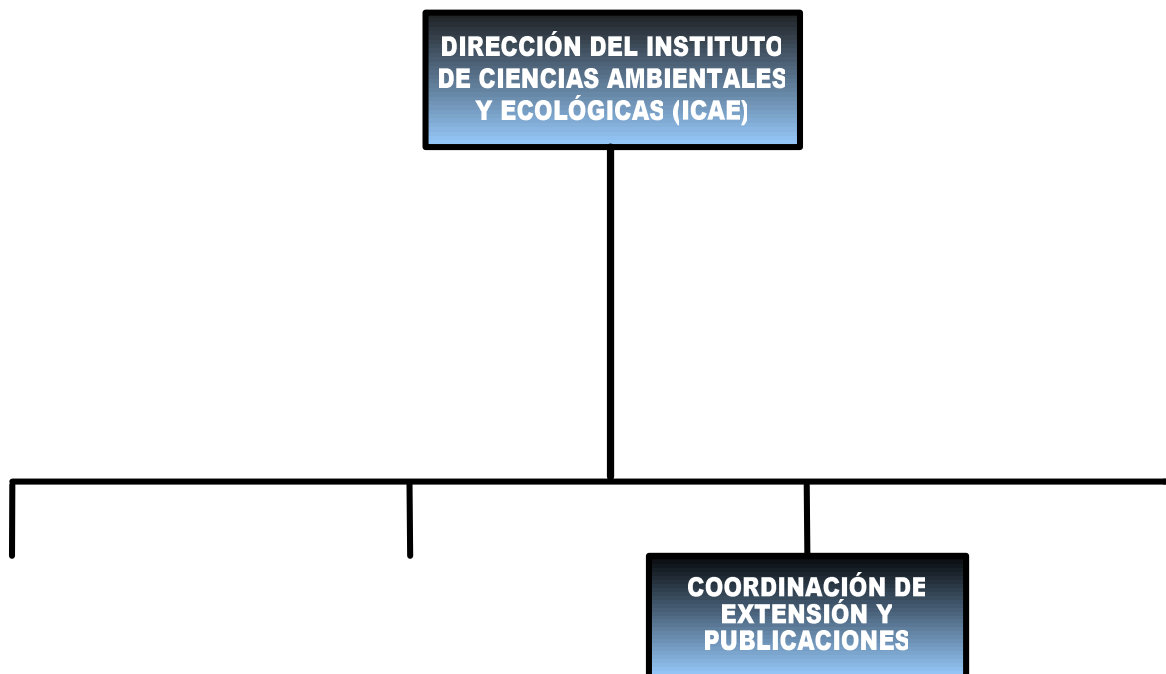 DIRECCIÓN DEL INSTITUTO
DE CIENCIAS AMBIENTALES
Y ECOLÓGICAS (ICAE)
COORDINACIÓN DE
EXTENSIÓN Y
PUBLICACIONES